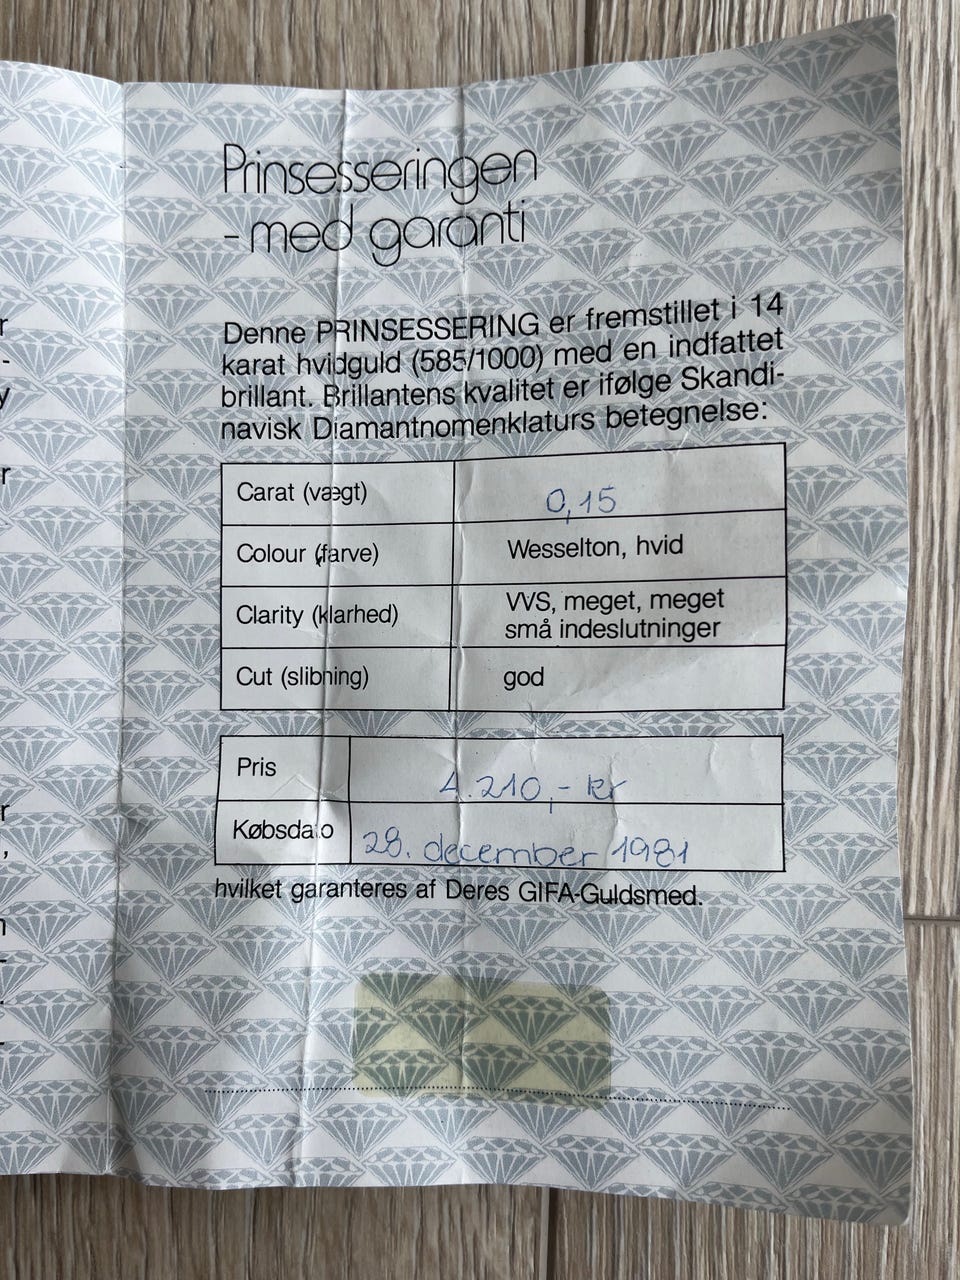 Prinsesseringen
- med garanti
Denne PRINSESSERING er fremstillet i 14
karat hvidguld (585/1000) med en indfattet
brillant. Brillantens kvalitet er ifølge Skandi-
navisk Diamantnomenklaturs betegnelse:
Carat (vægt) 0,15
Colour (farve) Wesselton, hvid
Clarity (klarhed) VVS, meget, meget
små indeslutninger
Cut (slibning) god
Pris 4.210,- kr
Købsdato 28. december 1981
hvilket garanteres af Deres GIFA-Guldsmed.